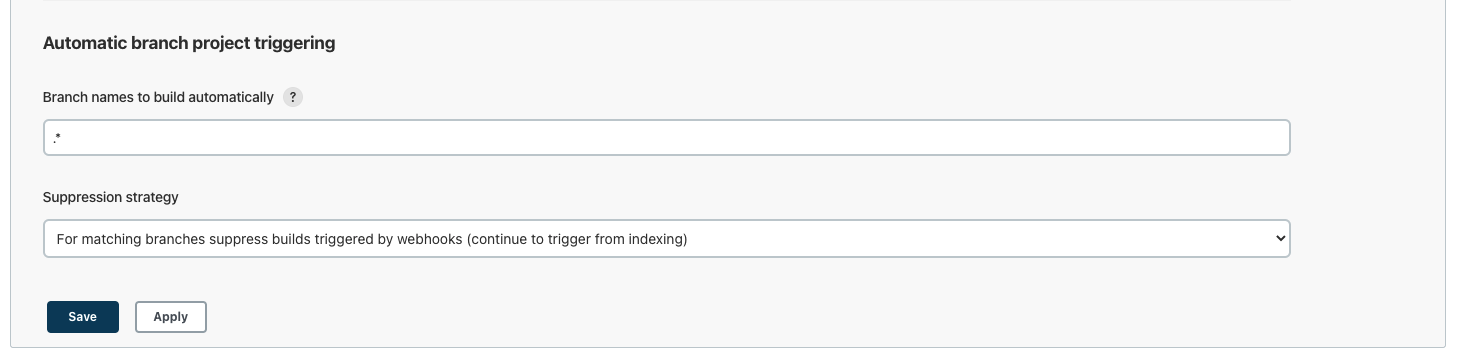 Automatic branch project triggering
Branch names to build automatically ?
.*
Suppression strategy
For matching branches suppress builds triggered by webhooks (continue to trigger from indexing)
Save Apply